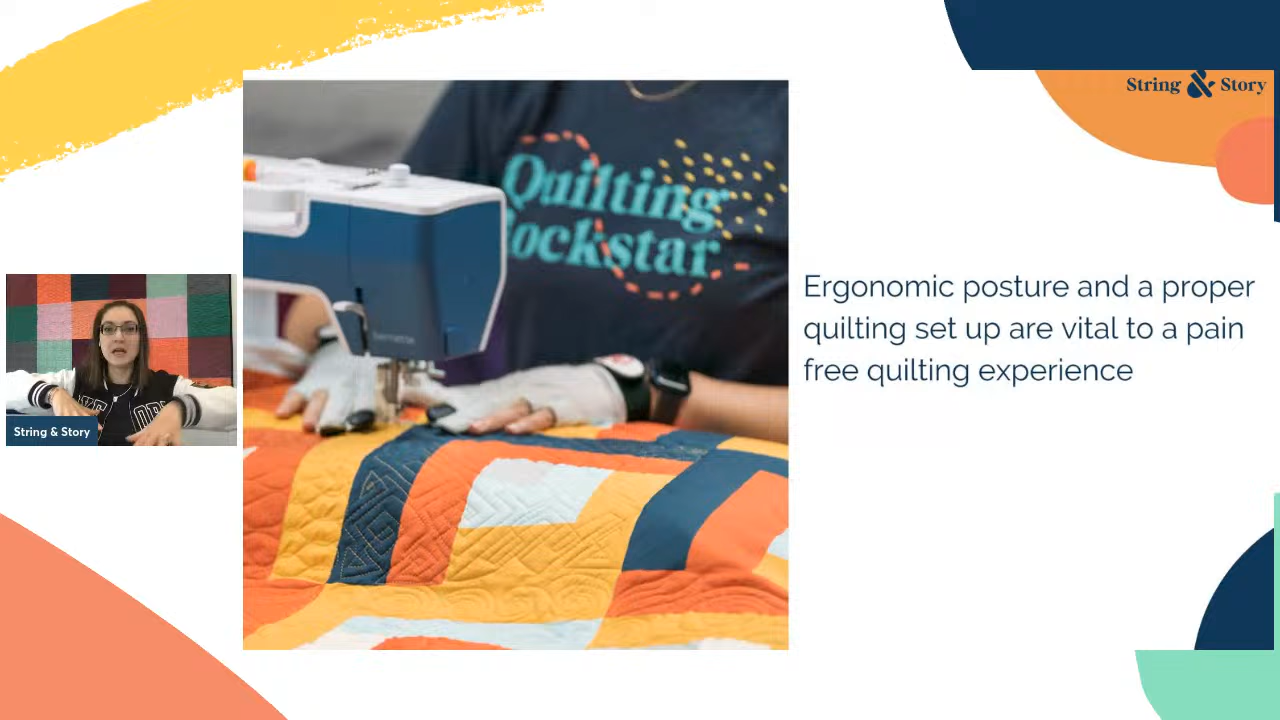 String & Story
Quilting
Rockstar
Ergonomic posture and a proper
quilting set up are vital to a pain
free quilting experience
String & Story